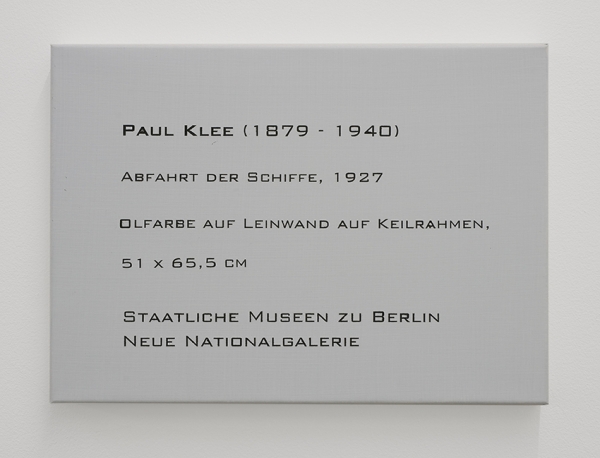 PAUL KLEE (1879 - 1940)
ABFAHRT DER SCHIFFE, 1927
OLFARBE AUF LEINWAND AUF KEILRAHMEN,
51 X 65,5 CM
STAATLICHE MUSEEN ZU BERLIN
NEUE NATIONALGALERIE